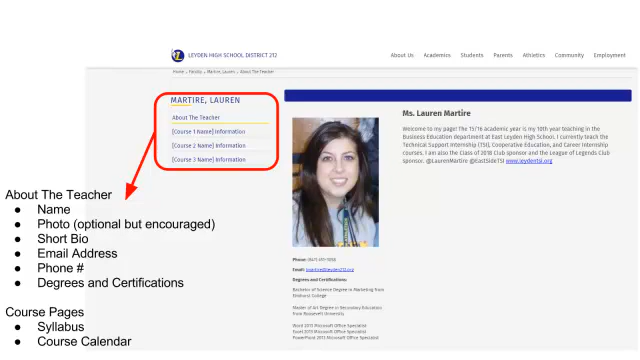 LEYDEN HIGH SCHOOL DISTRICT 212
About Us Academics Students Parents Athletics Community Employment
Home Faculty Martire, Lauren About The Teacher
MARTIRE, LAUREN
About The Teacher
[Course 1 Name] Information
[Course 2 Name] Information
[Course 3 Name] Information
Ms. Lauren Martire
Welcome to my page! The 15/16 academic year is my 10th year teaching in
the Business Education department at East Leyden High School. I currently teach the
Technical Support Internship (TSI), Cooperative Education, and Career Internship
courses. I am also the Class of 2018 Club sponsor and the League of Legends Club
sponsor. @LaurenMartire @EastSideTSI www.leydentsi.org
Phone:
Email:
Degrees and Certifications:
Bachelor of Science Degree in Marketing from
Elmhurst College
Master of Art Degree in Secondary Education
from Roosevelt University
Word 2013 Microsoft Office Specialist
Excel 2013 Microsoft Office Specialist
PowerPoint 2013 Microsoft Office Specialist
About The Teacher
● Name
● Photo (optional but encouraged)
● Short Bio
● Email Address
● Phone #
● Degrees and Certifications
Course Pages
● Syllabus
● Course Calendar